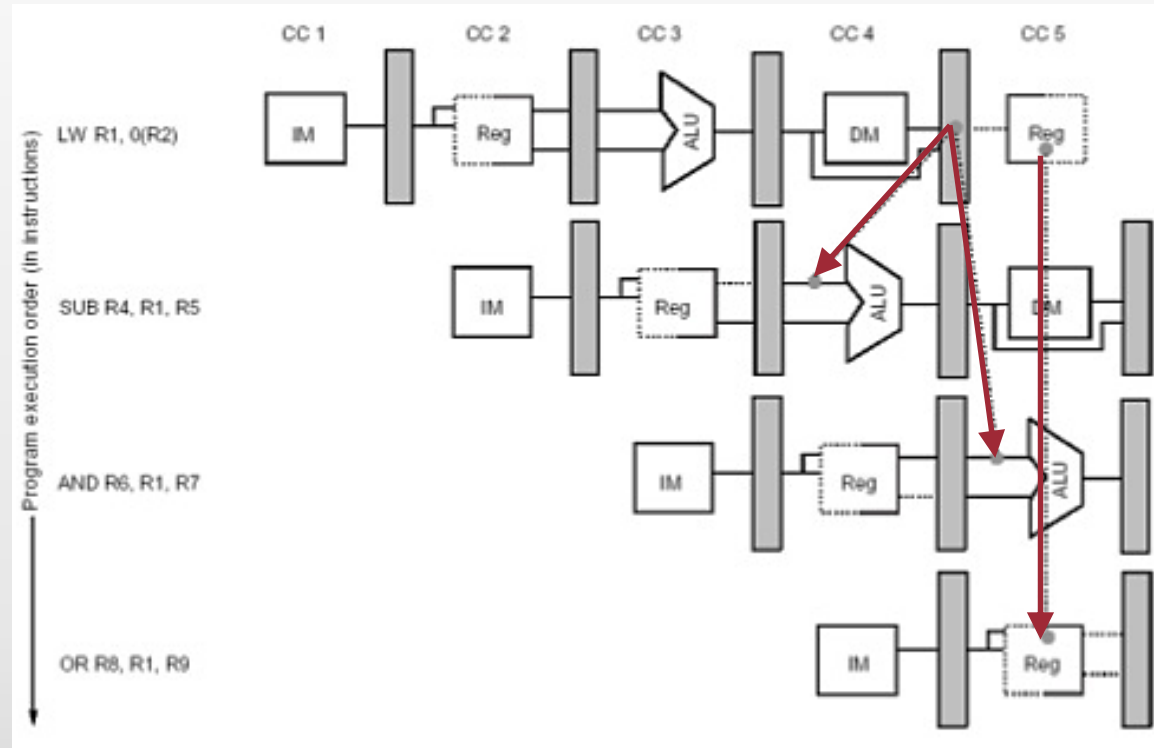 CC 1 CC 2 CC 3 CC 4 CC 5
Program execution order (in instructions)
LW R1, 0(R2)
IM Reg ALU DM Reg
SUB R4, R1, R5
IM Reg ALU DM
AND R6, R1, R7
IM Reg ALU
OR R8, R1, R9
IM Reg